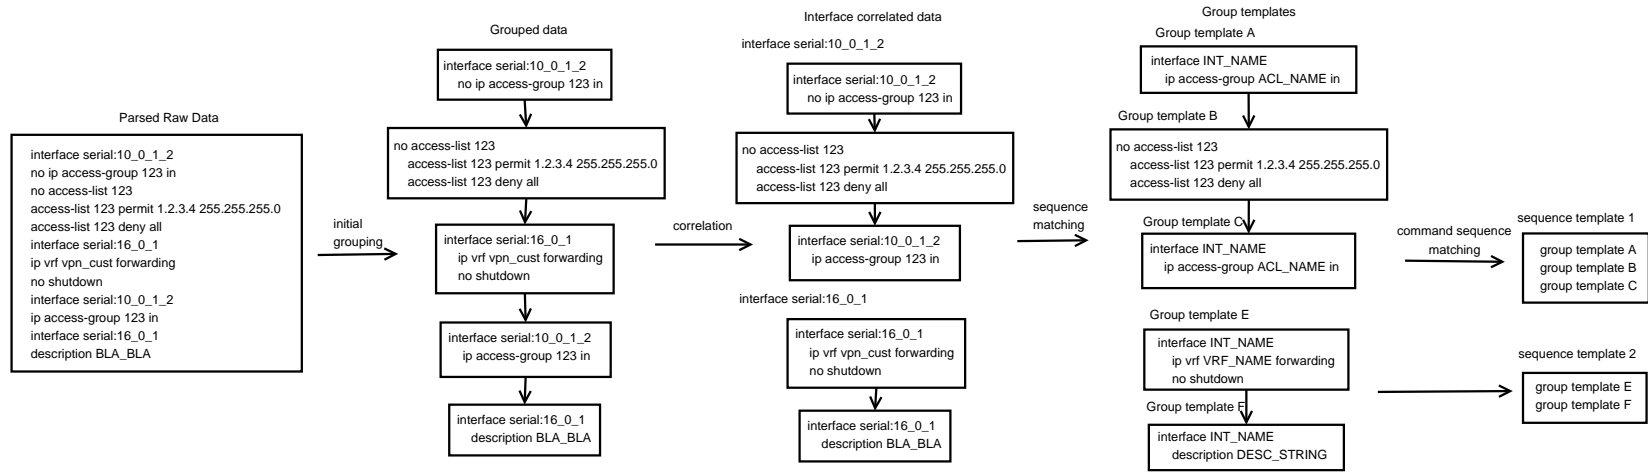 Parsed Raw Data
interface serial:10_0_1_2
no ip access-group 123 in
no access-list 123
access-list 123 permit 1.2.3.4 255.255.255.0
access-list 123 deny all
interface serial:16_0_1
ip vrf vpn_cust forwarding
no shutdown
interface serial:10_0_1_2
ip access-group 123 in
interface serial:16_0_1
description BLA_BLA
initial
grouping
Grouped data
interface serial:10_0_1_2
no ip access-group 123 in
no access-list 123
access-list 123 permit 1.2.3.4 255.255.255.0
access-list 123 deny all
interface serial:16_0_1
ip vrf vpn_cust forwarding
no shutdown
interface serial:10_0_1_2
ip access-group 123 in
interface serial:16_0_1
description BLA_BLA
correlation
Interface correlated data
interface serial:10_0_1_2
interface serial:10_0_1_2
no ip access-group 123 in
no access-list 123
access-list 123 permit 1.2.3.4 255.255.255.0
access-list 123 deny all
interface serial:10_0_1_2
ip access-group 123 in
interface serial:16_0_1
interface serial:16_0_1
ip vrf vpn_cust forwarding
no shutdown
interface serial:16_0_1
description BLA_BLA
sequence
matching
Group templates
Group template A
interface INT_NAME
ip access-group ACL_NAME in
Group template B
no access-list 123
access-list 123 permit 1.2.3.4 255.255.255.0
access-list 123 deny all
Group template C
interface INT_NAME
ip access-group ACL_NAME in
Group template E
interface INT_NAME
ip vrf VRF_NAME forwarding
no shutdown
Group template F
interface INT_NAME
description DESC_STRING
command sequence
matching
sequence template 1
group template A
group template B
group template C
sequence template 2
group template E
group template F